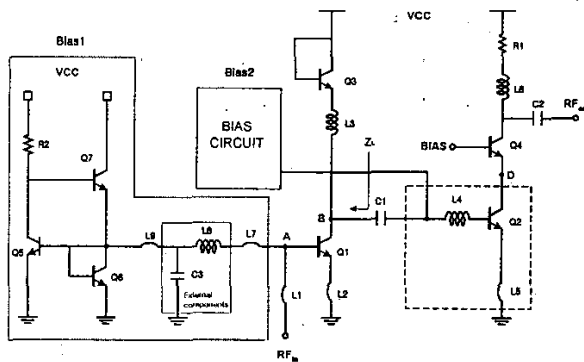 Bias1
VCC
R2
Q7
Q5
Q6
L9
L8
C3
External
components
L7
A
L1
RFin
Bias2
BIAS
CIRCUIT
Q3
L3
ZL
B
C1
Q1
L2
VCC
R1
L6
C2
RFout
BIAS
Q4
D
L4
Q2
L5